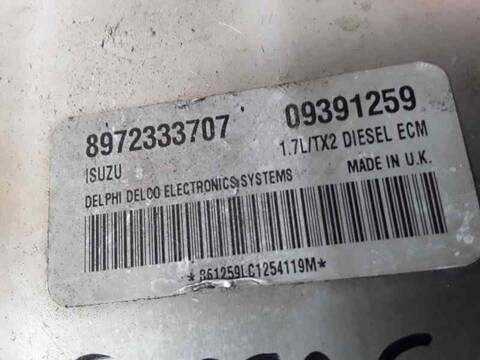 8972333707 09391259
ISUZU 1.7L/TX2 DIESEL ECM
DELPHI DELCO ELECTRONICS SYSTEMS MADE IN U.K.
*861259LC1254119M*